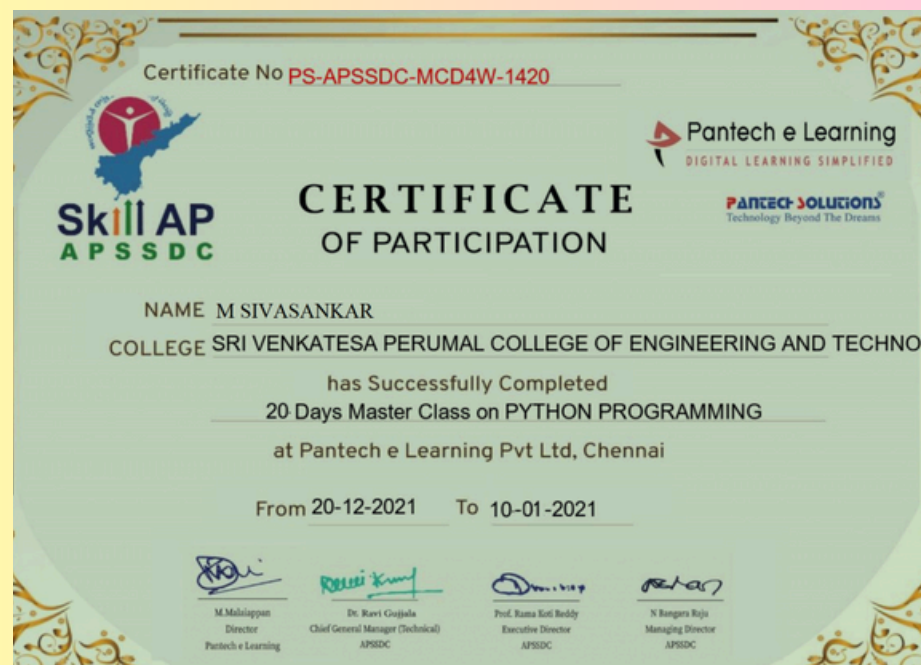 Certificate No PS-APSSDC-MCD4W-1420
Skill AP
APSSDC
Pantech e Learning
DIGITAL LEARNING SIMPLIFIED
PANTECH SOLUTIONS®
Technology Beyond The Dreams
CERTIFICATE
OF PARTICIPATION
NAME M SIVASANKAR
COLLEGE SRI VENKATESA PERUMAL COLLEGE OF ENGINEERING AND TECHNO
has Successfully Completed
20 Days Master Class on PYTHON PROGRAMMING
at Pantech e Learning Pvt Ltd, Chennai
From 20-12-2021 To 10-01-2021
M.Malaiappan
Director
Pantech e Learning
Dr. Ravi Gujjala
Chief General Manager (Technical)
APSSDC
Prof. Rama Koti Reddy
Executive Director
APSSDC
N Bangara Raju
Managing Director
APSSDC